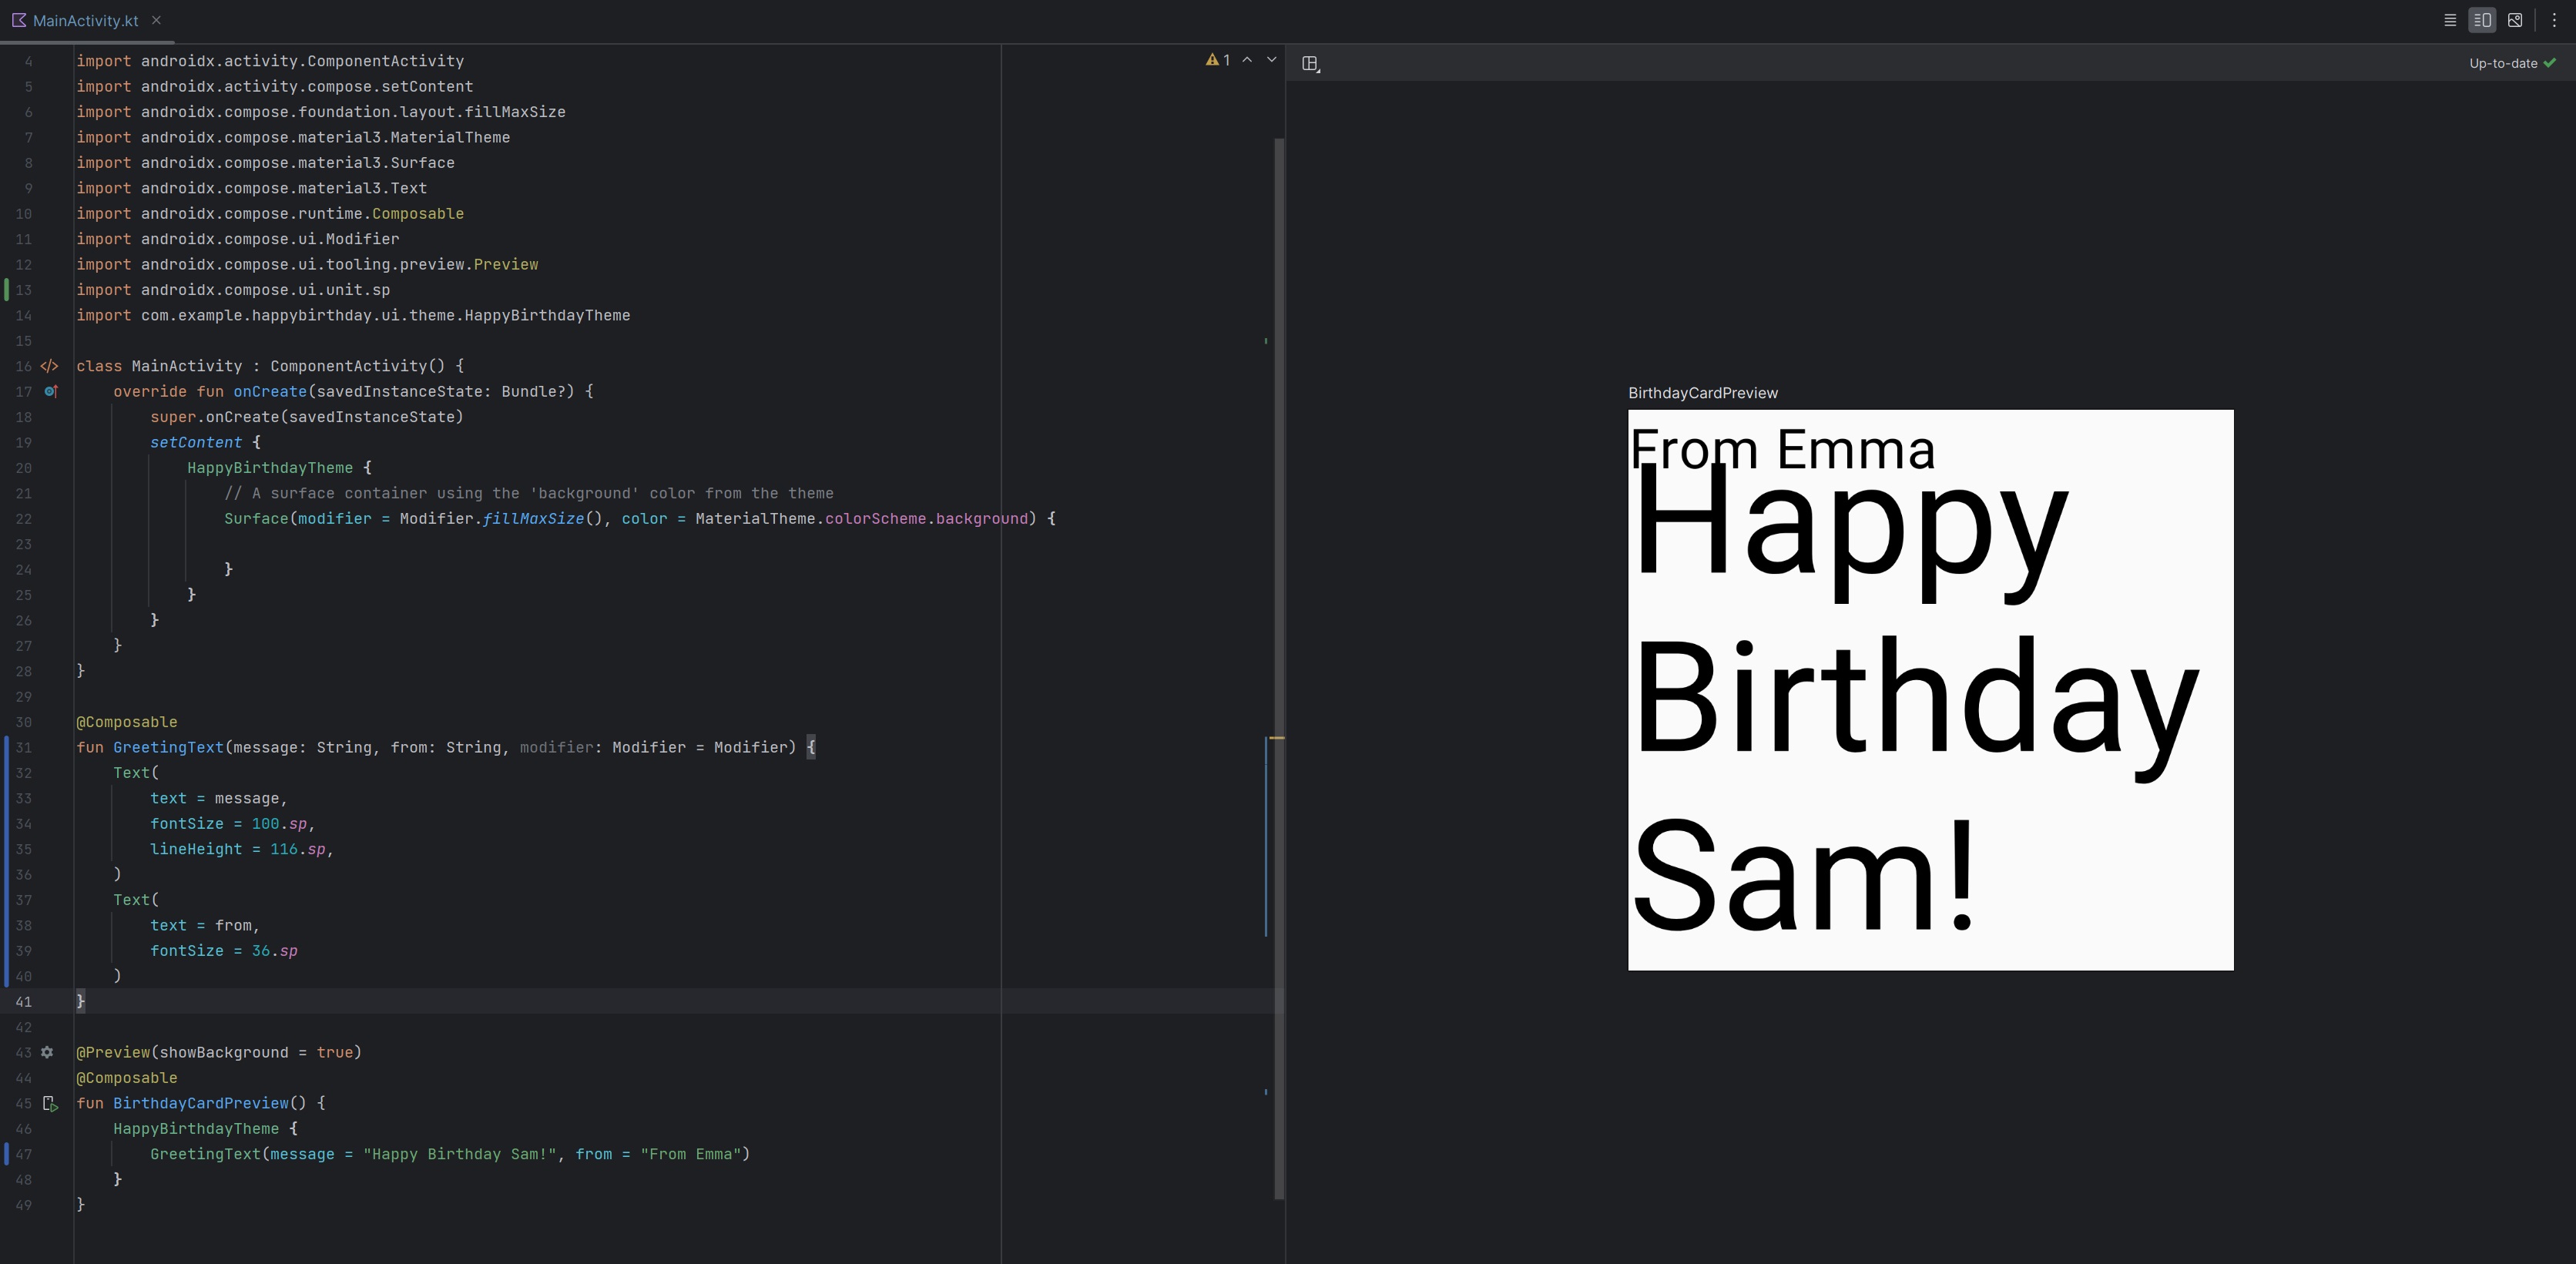 MainActivity.kt
4 import androidx.activity.ComponentActivity
5 import androidx.activity.compose.setContent
6 import androidx.compose.foundation.layout.fillMaxSize
7 import androidx.compose.material3.MaterialTheme
8 import androidx.compose.material3.Surface
9 import androidx.compose.material3.Text
10 import androidx.compose.runtime.Composable
11 import androidx.compose.ui.Modifier
12 import androidx.compose.ui.tooling.preview.Preview
13 import androidx.compose.ui.unit.sp
14 import com.example.happybirthday.ui.theme.HappyBirthdayTheme
15
16 class MainActivity : ComponentActivity() {
17     override fun onCreate(savedInstanceState: Bundle?) {
18         super.onCreate(savedInstanceState)
19         setContent {
20             HappyBirthdayTheme {
21                 // A surface container using the 'background' color from the theme
22                 Surface(modifier = Modifier.fillMaxSize(), color = MaterialTheme.colorScheme.background) {
23
24                 }
25             }
26         }
27     }
28 }
29
30 @Composable
31 fun GreetingText(message: String, from: String, modifier: Modifier = Modifier) {
32     Text(
33         text = message,
34         fontSize = 100.sp,
35         lineHeight = 116.sp,
36     )
37     Text(
38         text = from,
39         fontSize = 36.sp
40     )
41 }
42
43 @Preview(showBackground = true)
44 @Composable
45 fun BirthdayCardPreview() {
46     HappyBirthdayTheme {
47         GreetingText(message = "Happy Birthday Sam!", from = "From Emma")
48     }
49 }
1
Up-to-date
BirthdayCardPreview
From Emma
Happy
Birthday
Sam!